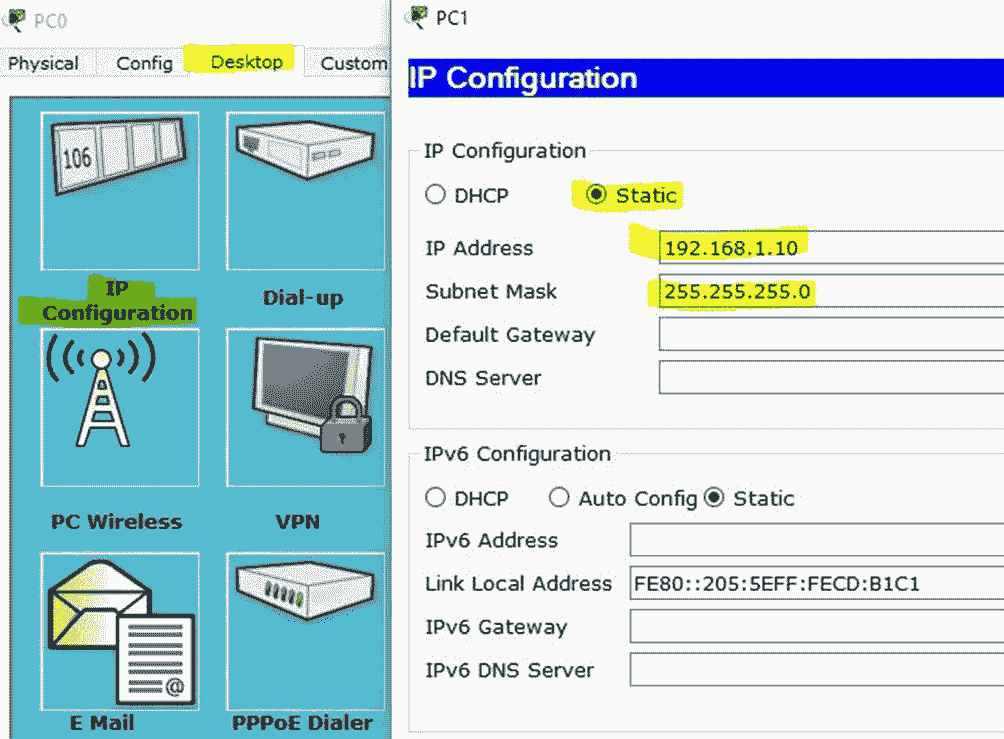 PC0
Physical Config Desktop Custom
106
IP
Configuration
Dial-up
PC Wireless
VPN
@
E Mail
PPPoE Dialer
PC1
IP Configuration
IP Configuration
DHCP Static
IP Address 192.168.1.10
Subnet Mask 255.255.255.0
Default Gateway
DNS Server
IPv6 Configuration
DHCP Auto Config Static
IPv6 Address
Link Local Address FE80::205:5EFF:FECD:B1C1
IPv6 Gateway
IPv6 DNS Server